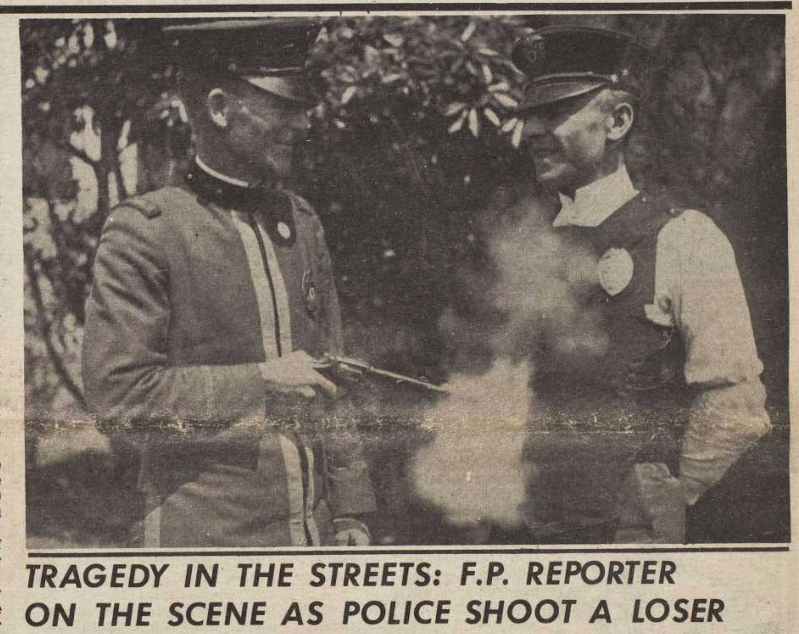 TRAGEDY IN THE STREETS: F.P. REPORTER
ON THE SCENE AS POLICE SHOOT A LOSER